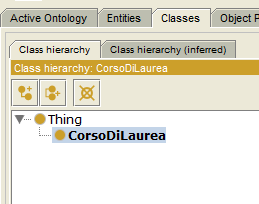 Active Ontology Entities Classes Object P
Class hierarchy Class hierarchy (inferred)
Class hierarchy: CorsoDiLaurea
Thing
CorsoDiLaurea